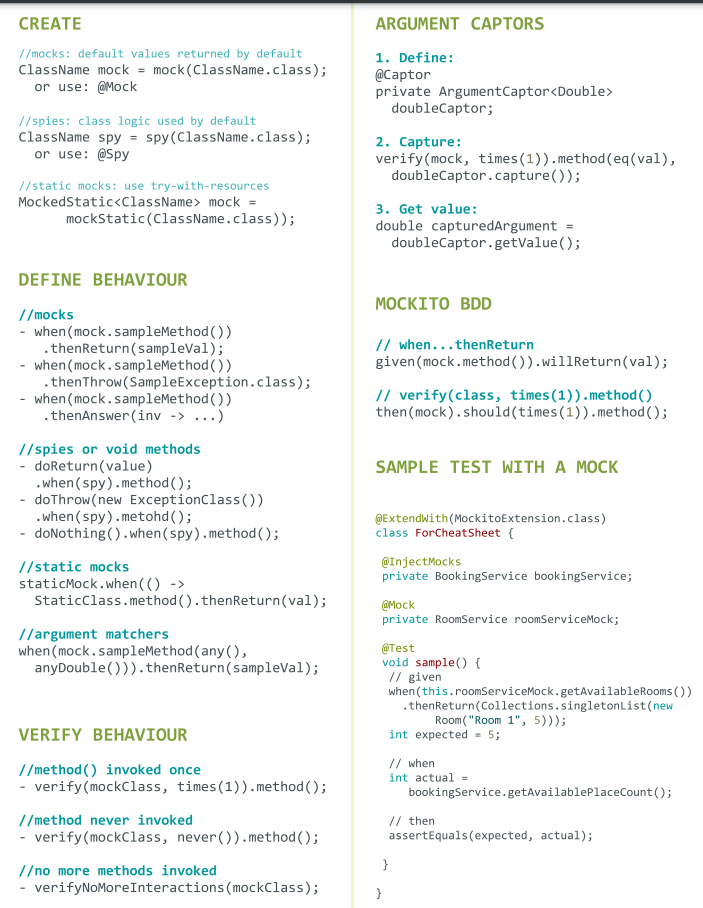 CREATE
//mocks: default values returned by default
ClassName mock = mock(ClassName.class);
or use: @Mock
//spies: class logic used by default
ClassName spy = spy(ClassName.class);
or use: @Spy
//static mocks: use try-with-resources
MockedStatic<ClassName> mock =
mockStatic(ClassName.class));
DEFINE BEHAVIOUR
//mocks
- when(mock.sampleMethod())
.thenReturn(sampleVal);
- when(mock.sampleMethod())
.thenThrow(SampleException.class);
- when(mock.sampleMethod())
.thenAnswer(inv -> ...)
//spies or void methods
- doReturn(value)
.when(spy).method();
- doThrow(new ExceptionClass())
.when(spy).metohd();
- doNothing().when(spy).method();
//static mocks
staticMock.when(() ->
StaticClass.method().thenReturn(val);
//argument matchers
when(mock.sampleMethod(any(),
anyDouble())).thenReturn(sampleVal);
VERIFY BEHAVIOUR
//method() invoked once
- verify(mockClass, times(1)).method();
//method never invoked
- verify(mockClass, never()).method();
//no more methods invoked
- verifyNoMoreInteractions(mockClass);
ARGUMENT CAPTORS
1. Define:
@Captor
private ArgumentCaptor<Double>
doubleCaptor;
2. Capture:
verify(mock, times(1)).method(eq(val),
doubleCaptor.capture());
3. Get value:
double capturedArgument =
doubleCaptor.getValue();
MOCKITO BDD
// when...thenReturn
given(mock.method()).willReturn(val);
// verify(class, times(1)).method()
then(mock).should(times(1)).method();
SAMPLE TEST WITH A MOCK
@ExtendWith(MockitoExtension.class)
class ForCheatSheet {
@InjectMocks
private BookingService bookingService;
@Mock
private RoomService roomServiceMock;
@Test
void sample() {
// given
when(this.roomServiceMock.getAvailableRooms())
.thenReturn(Collections.singletonList(new
Room("Room 1", 5)));
int expected = 5;
// when
int actual =
bookingService.getAvailablePlaceCount();
// then
assertEquals(expected, actual);
}
}